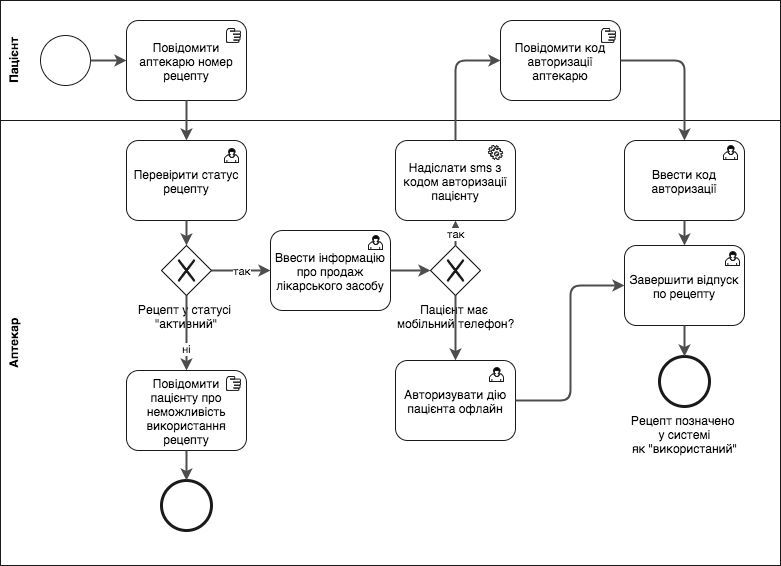 Пацієнт
Повідомити
аптекарю номер
рецепту
Повідомити код
авторизації
аптекарю
Аптекар
Перевірити статус
рецепту
Надіслати sms з
кодом авторизації
пацієнту
Ввести код
авторизації
так
Ввести інформацію
про продаж
лікарського засобу
так
Завершити відпуск
по рецепту
Рецепт у статусі
"активний"
Пацієнт має
мобільний телефон?
ні
Повідомити
пацієнту про
неможливість
використання
рецепту
Авторизувати дію
пацієнта офлайн
Рецепт позначено
у системі
як "використаний"